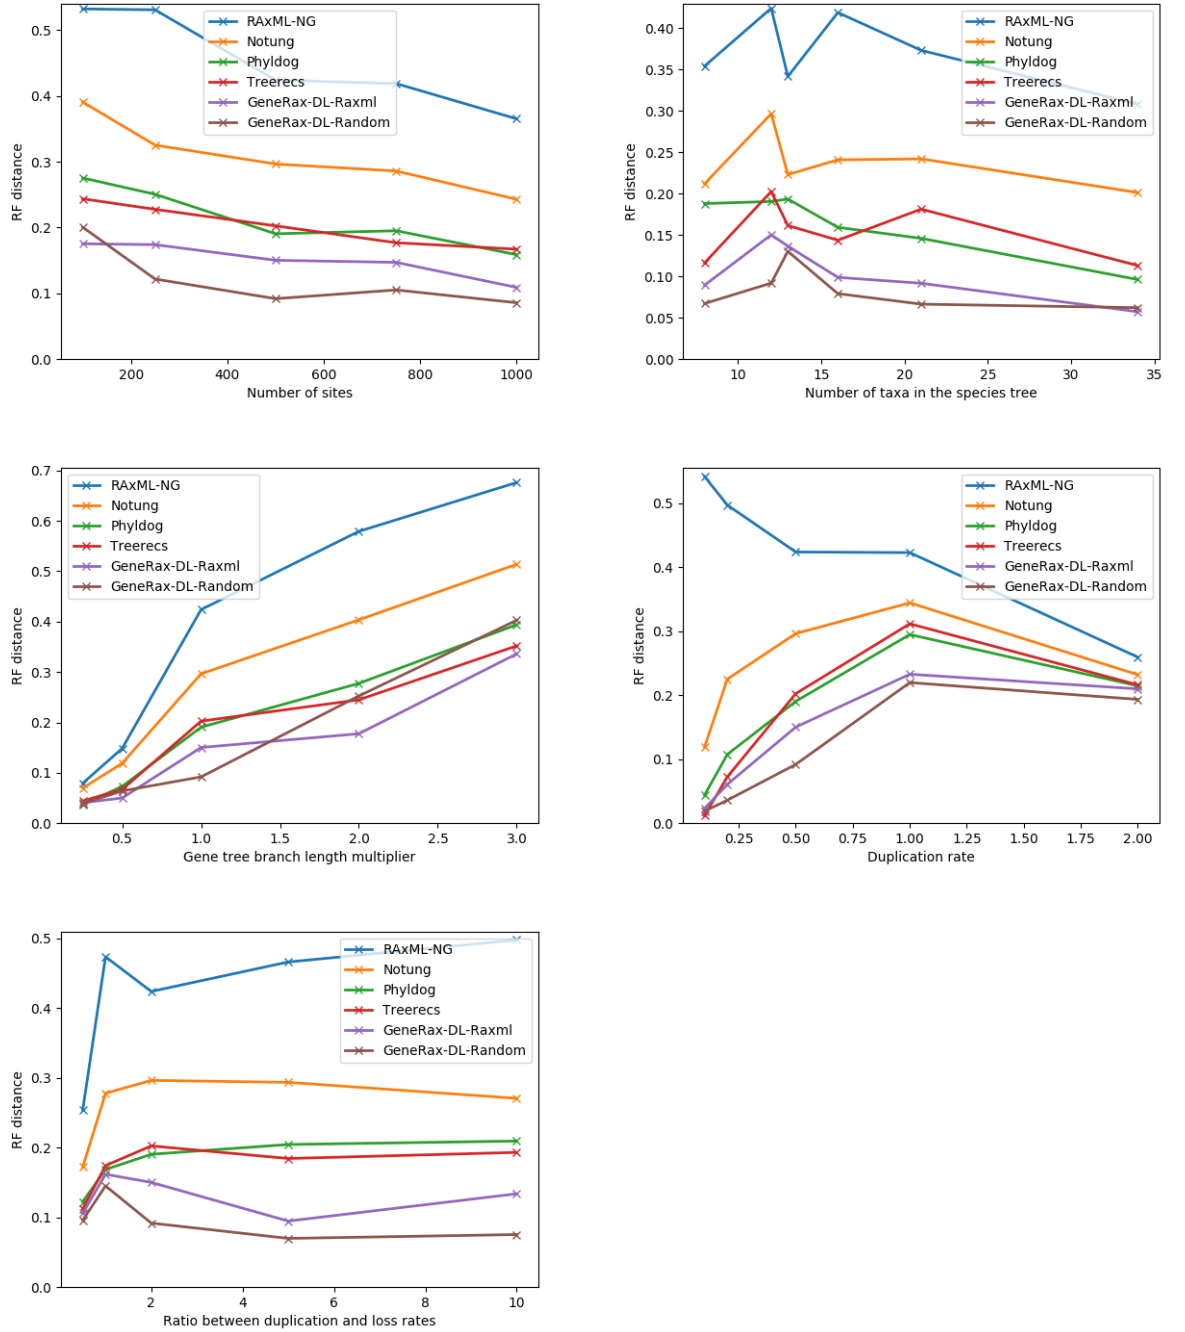 0.5
0.4
0.3
0.2
0.1
0.0
RF distance
200 400 600 800 1000
Number of sites
RAxML-NG
Notung
Phyldog
Treerecs
GeneRax-DL-Raxml
GeneRax-DL-Random
0.40
0.35
0.30
0.25
0.20
0.15
0.10
0.05
0.00
RF distance
10 15 20 25 30 35
Number of taxa in the species tree
RAxML-NG
Notung
Phyldog
Treerecs
GeneRax-DL-Raxml
GeneRax-DL-Random
0.7
0.6
0.5
0.4
0.3
0.2
0.1
0.0
RF distance
0.5 1.0 1.5 2.0 2.5 3.0
Gene tree branch length multiplier
RAxML-NG
Notung
Phyldog
Treerecs
GeneRax-DL-Raxml
GeneRax-DL-Random
0.5
0.4
0.3
0.2
0.1
0.0
RF distance
0.25 0.50 0.75 1.00 1.25 1.50 1.75 2.00
Duplication rate
RAxML-NG
Notung
Phyldog
Treerecs
GeneRax-DL-Raxml
GeneRax-DL-Random
0.5
0.4
0.3
0.2
0.1
0.0
RF distance
2 4 6 8 10
Ratio between duplication and loss rates
RAxML-NG
Notung
Phyldog
Treerecs
GeneRax-DL-Raxml
GeneRax-DL-Random